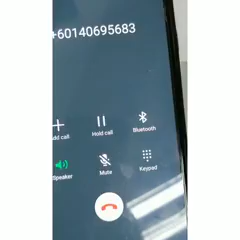 +60140695683
dd call
Hold call
Bluetooth
Speaker
Mute
Keypad